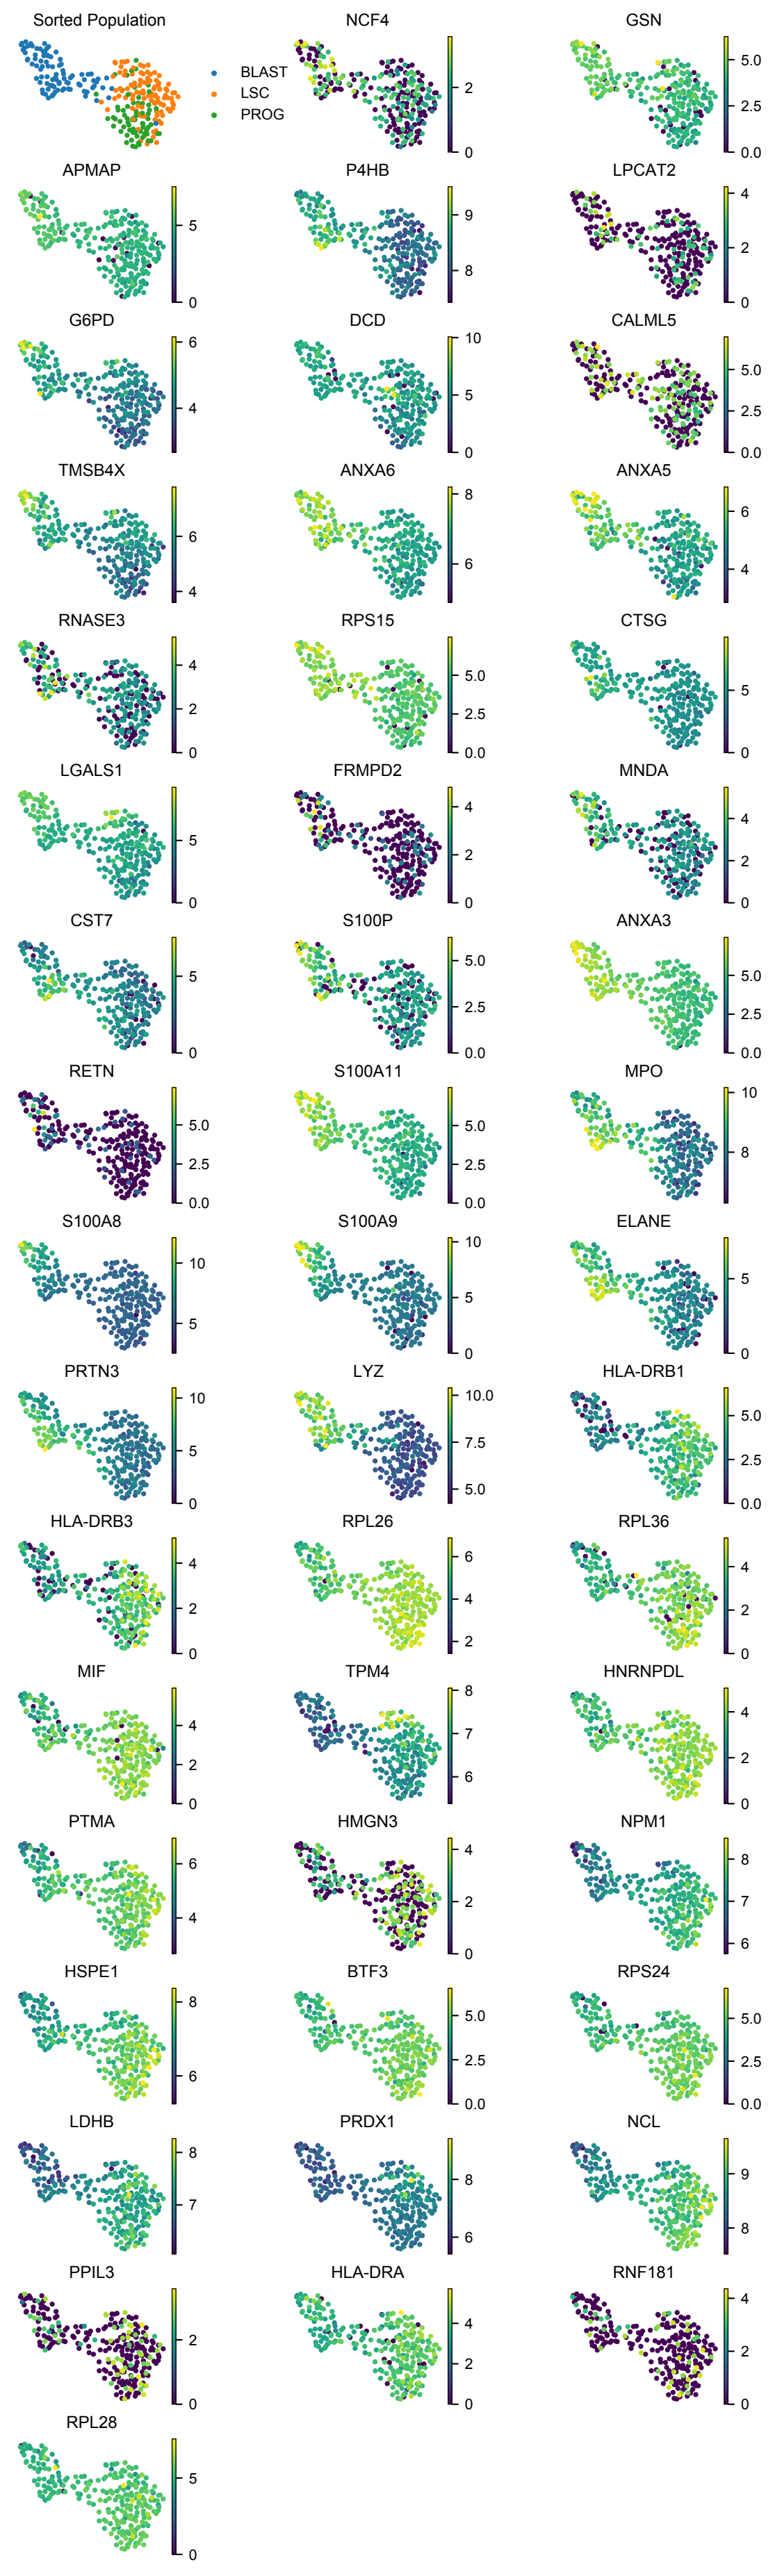 Sorted Population
NCF4
GSN
BLAST
LSC
PROG
2
0
5.0
2.5
0.0
APMAP
P4HB
LPCAT2
5
0
9
8
4
2
0
G6PD
DCD
CALML5
6
4
10
5
0
5.0
2.5
0.0
TMSB4X
ANXA6
ANXA5
6
4
8
6
6
4
RNASE3
RPS15
CTSG
4
2
0
5.0
2.5
0.0
5
0
LGALS1
FRMPD2
MNDA
5
0
4
2
0
4
2
0
CST7
S100P
ANXA3
5
0
5.0
2.5
0.0
5.0
2.5
0.0
RETN
S100A11
MPO
5.0
2.5
0.0
5.0
2.5
0.0
10
8
S100A8
S100A9
ELANE
10
5
10
5
0
5
0
PRTN3
LYZ
HLA-DRB1
10
5
0
10.0
7.5
5.0
5.0
2.5
0.0
HLA-DRB3
RPL26
RPL36
4
2
0
6
4
2
4
2
0
MIF
TPM4
HNRNPDL
4
2
0
8
7
6
4
2
0
PTMA
HMGN3
NPM1
6
4
4
2
0
8
7
6
HSPE1
BTF3
RPS24
8
6
5.0
2.5
0.0
5.0
2.5
0.0
LDHB
PRDX1
NCL
8
7
8
6
9
8
PPIL3
HLA-DRA
RNF181
2
0
4
2
0
4
2
0
RPL28
5
0